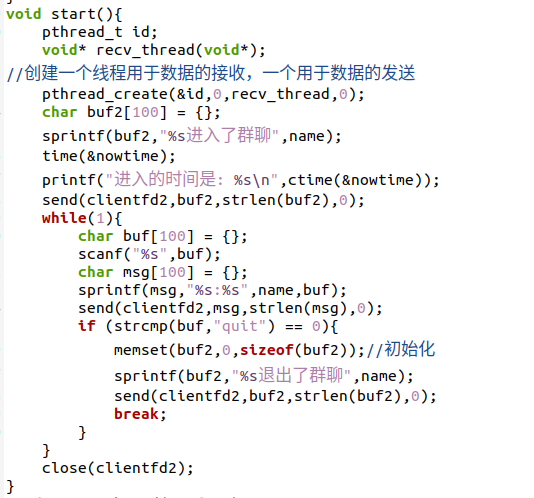 void start(){
    pthread_t id;
    void* recv_thread(void*);
//创建一个线程用于数据的接收，一个用于数据的发送
    pthread_create(&id,0,recv_thread,0);
    char buf2[100] = {};
    sprintf(buf2,"%s进入了群聊",name);
    time(&nowtime);
    printf("进入的时间是: %s\n",ctime(&nowtime));
    send(clientfd2,buf2,strlen(buf2),0);
    while(1){
        char buf[100] = {};
        scanf("%s",buf);
        char msg[100] = {};
        sprintf(msg,"%s:%s",name,buf);
        send(clientfd2,msg,strlen(msg),0);
        if (strcmp(buf,"quit") == 0){
            memset(buf2,0,sizeof(buf2));//初始化
            sprintf(buf2,"%s退出了群聊",name);
            send(clientfd2,buf2,strlen(buf2),0);
            break;
        }
    }
    close(clientfd2);
}